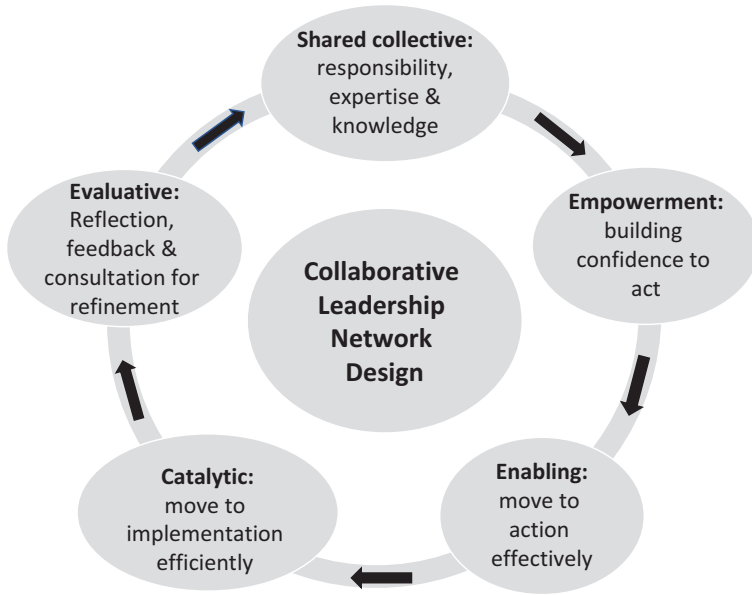 Shared collective:
responsibility,
expertise &
knowledge
Empowerment:
building
confidence to
act
Enabling:
move to
action
effectively
Catalytic:
move to
implementation
efficiently
Evaluative:
Reflection,
feedback &
consultation for
refinement
Collaborative
Leadership
Network
Design